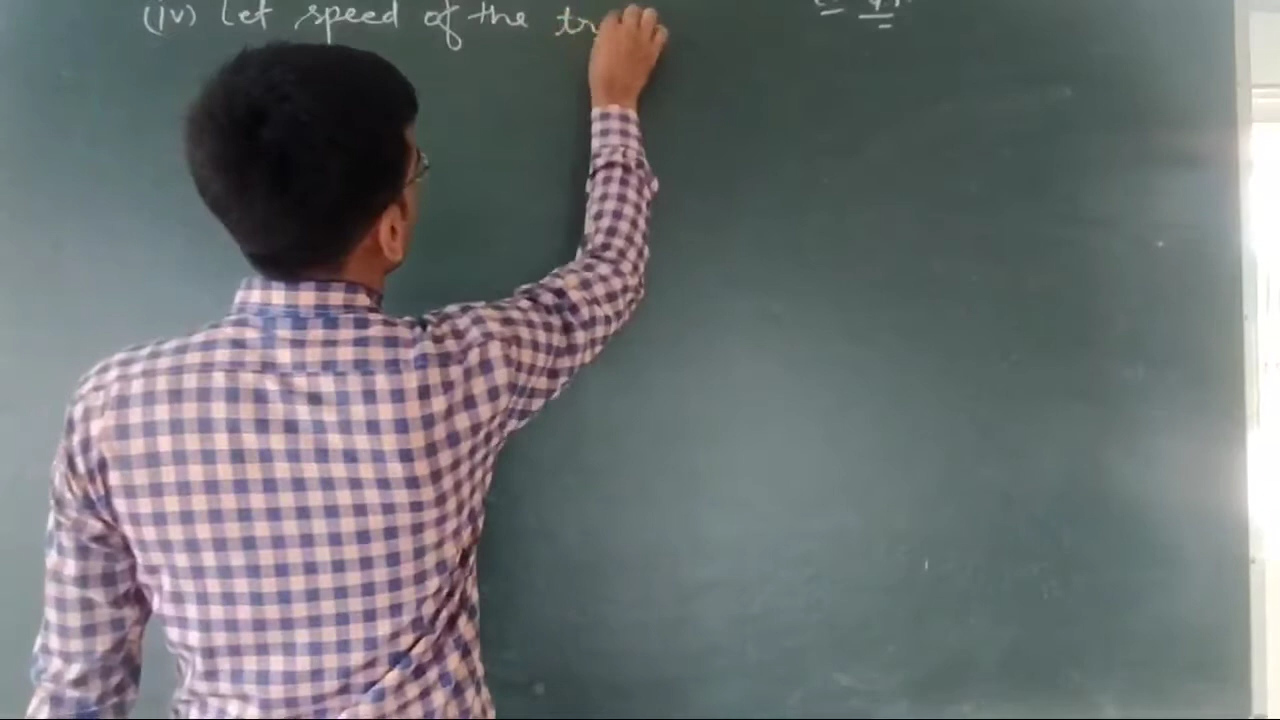 (iv) Let speed of the tr